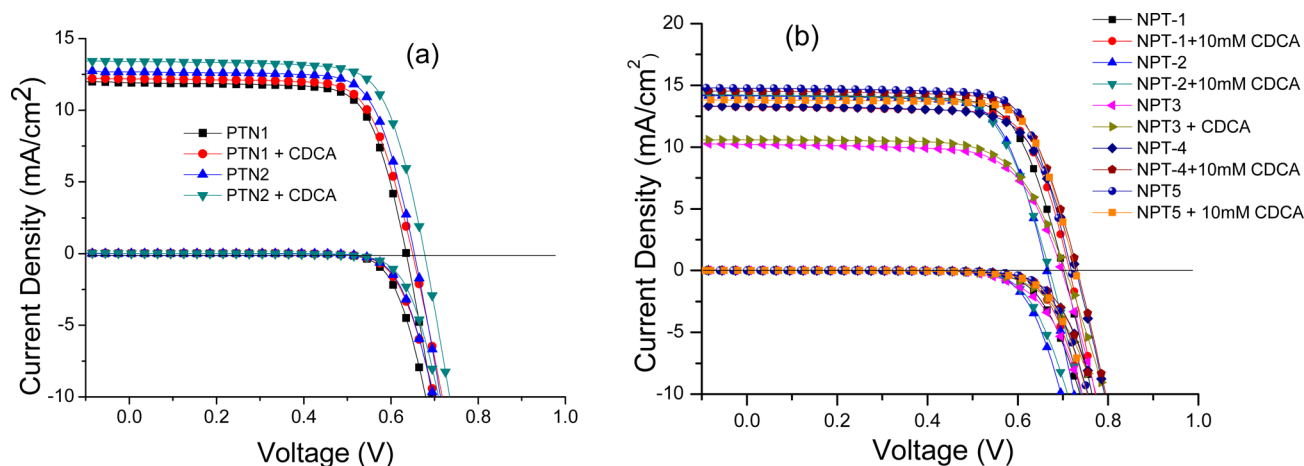 (a)
15
10
5
0
-5
-10
0.0 0.2 0.4 0.6 0.8 1.0
Current Density (mA/cm²)
Voltage (V)
PTN1
PTN1 + CDCA
PTN2
PTN2 + CDCA
(b)
20
15
10
5
0
-5
-10
0.0 0.2 0.4 0.6 0.8 1.0
Current Density (mA/cm²)
Voltage (V)
NPT-1
NPT-1+10mM CDCA
NPT-2
NPT-2+10mM CDCA
NPT3
NPT3 + CDCA
NPT-4
NPT-4+10mM CDCA
NPT5
NPT5 + 10mM CDCA